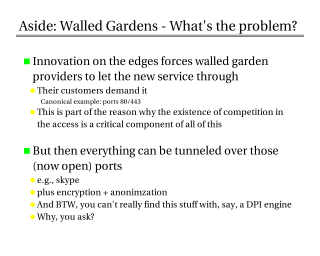 Aside: Walled Gardens - What's the problem?
Innovation on the edges forces walled garden
providers to let the new service through
Their customers demand it
Canonical example: ports 80/443
This is part of the reason why the existence of competition in
the access is a critical component of all of this
But then everything can be tunneled over those
(now open) ports
e.g., skype
plus encryption + anonimzation
And BTW, you can't really find this stuff with, say, a DPI engine
Why, you ask?